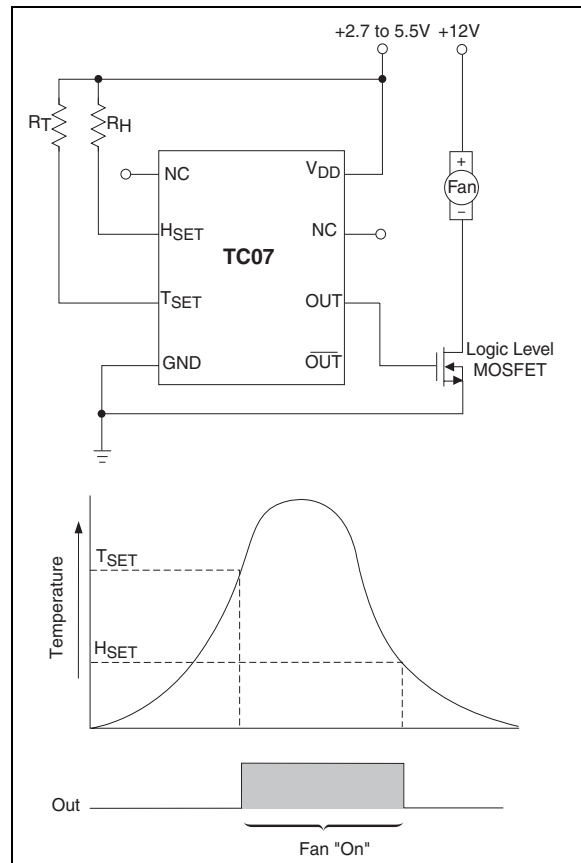 +2.7 to 5.5V +12V
RT
RH
NC
VDD
+
Fan
−
HSET
NC
TC07
TSET
OUT
Logic Level
MOSFET
GND
OUT
Temperature
TSET
HSET
Out
Fan "On"